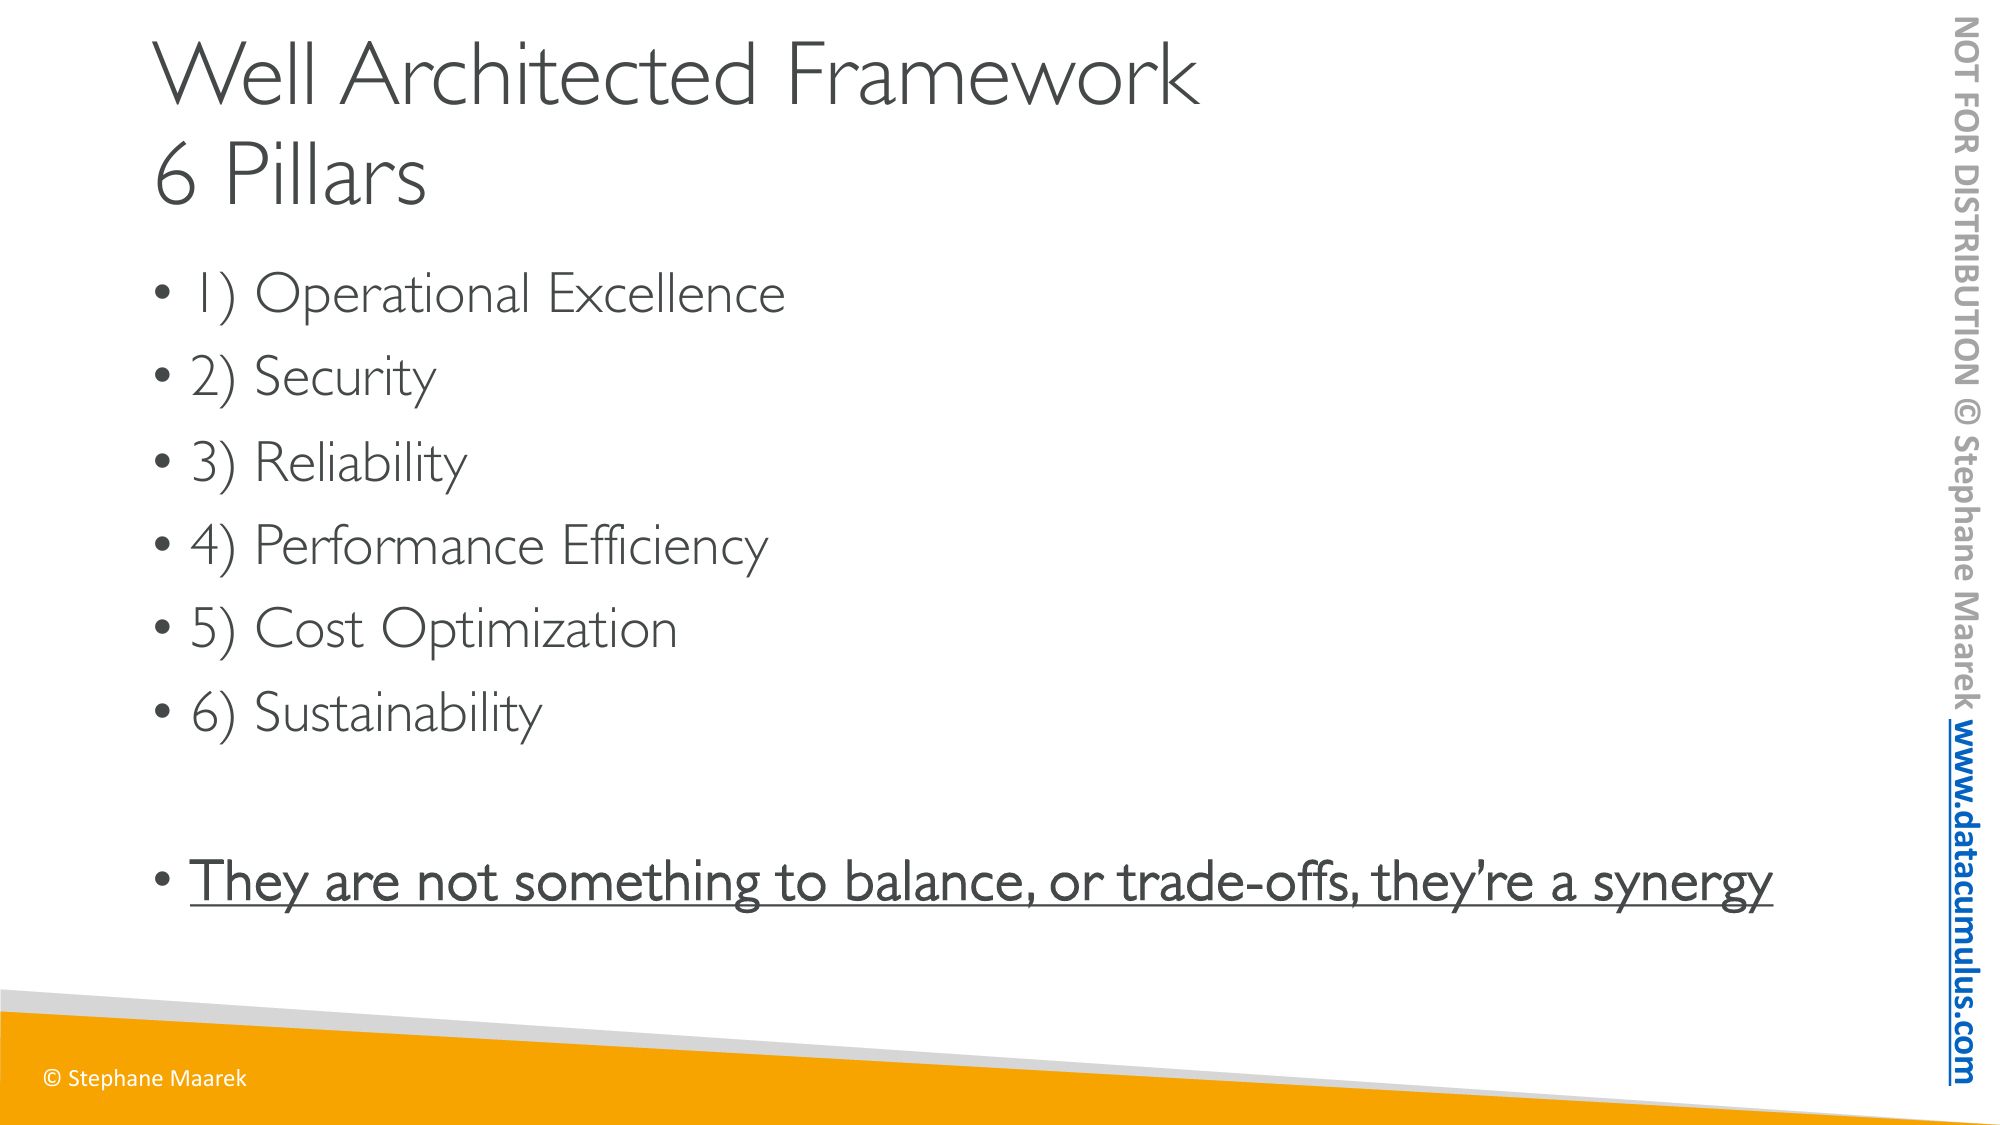 Well Architected Framework
6 Pillars
• 1) Operational Excellence
• 2) Security
• 3) Reliability
• 4) Performance Efficiency
• 5) Cost Optimization
• 6) Sustainability
• They are not something to balance, or trade-offs, they’re a synergy
© Stephane Maarek
NOT FOR DISTRIBUTION © Stephane Maarek www.datacumulus.com